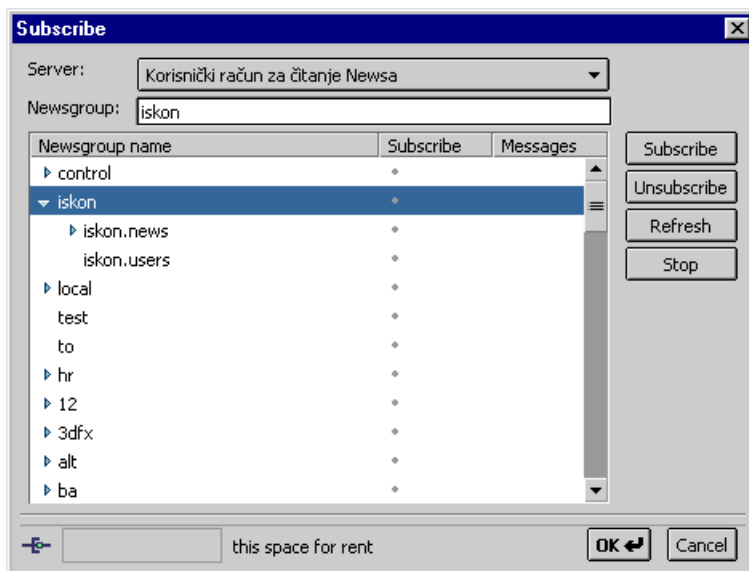 Subscribe
Server: Korisnički račun za čitanje Newsa
Newsgroup: iskon
Newsgroup name Subscribe Messages
control
iskon
iskon.news
iskon.users
local
test
to
hr
12
3dfx
alt
ba
Subscribe
Unsubscribe
Refresh
Stop
this space for rent
OK
Cancel